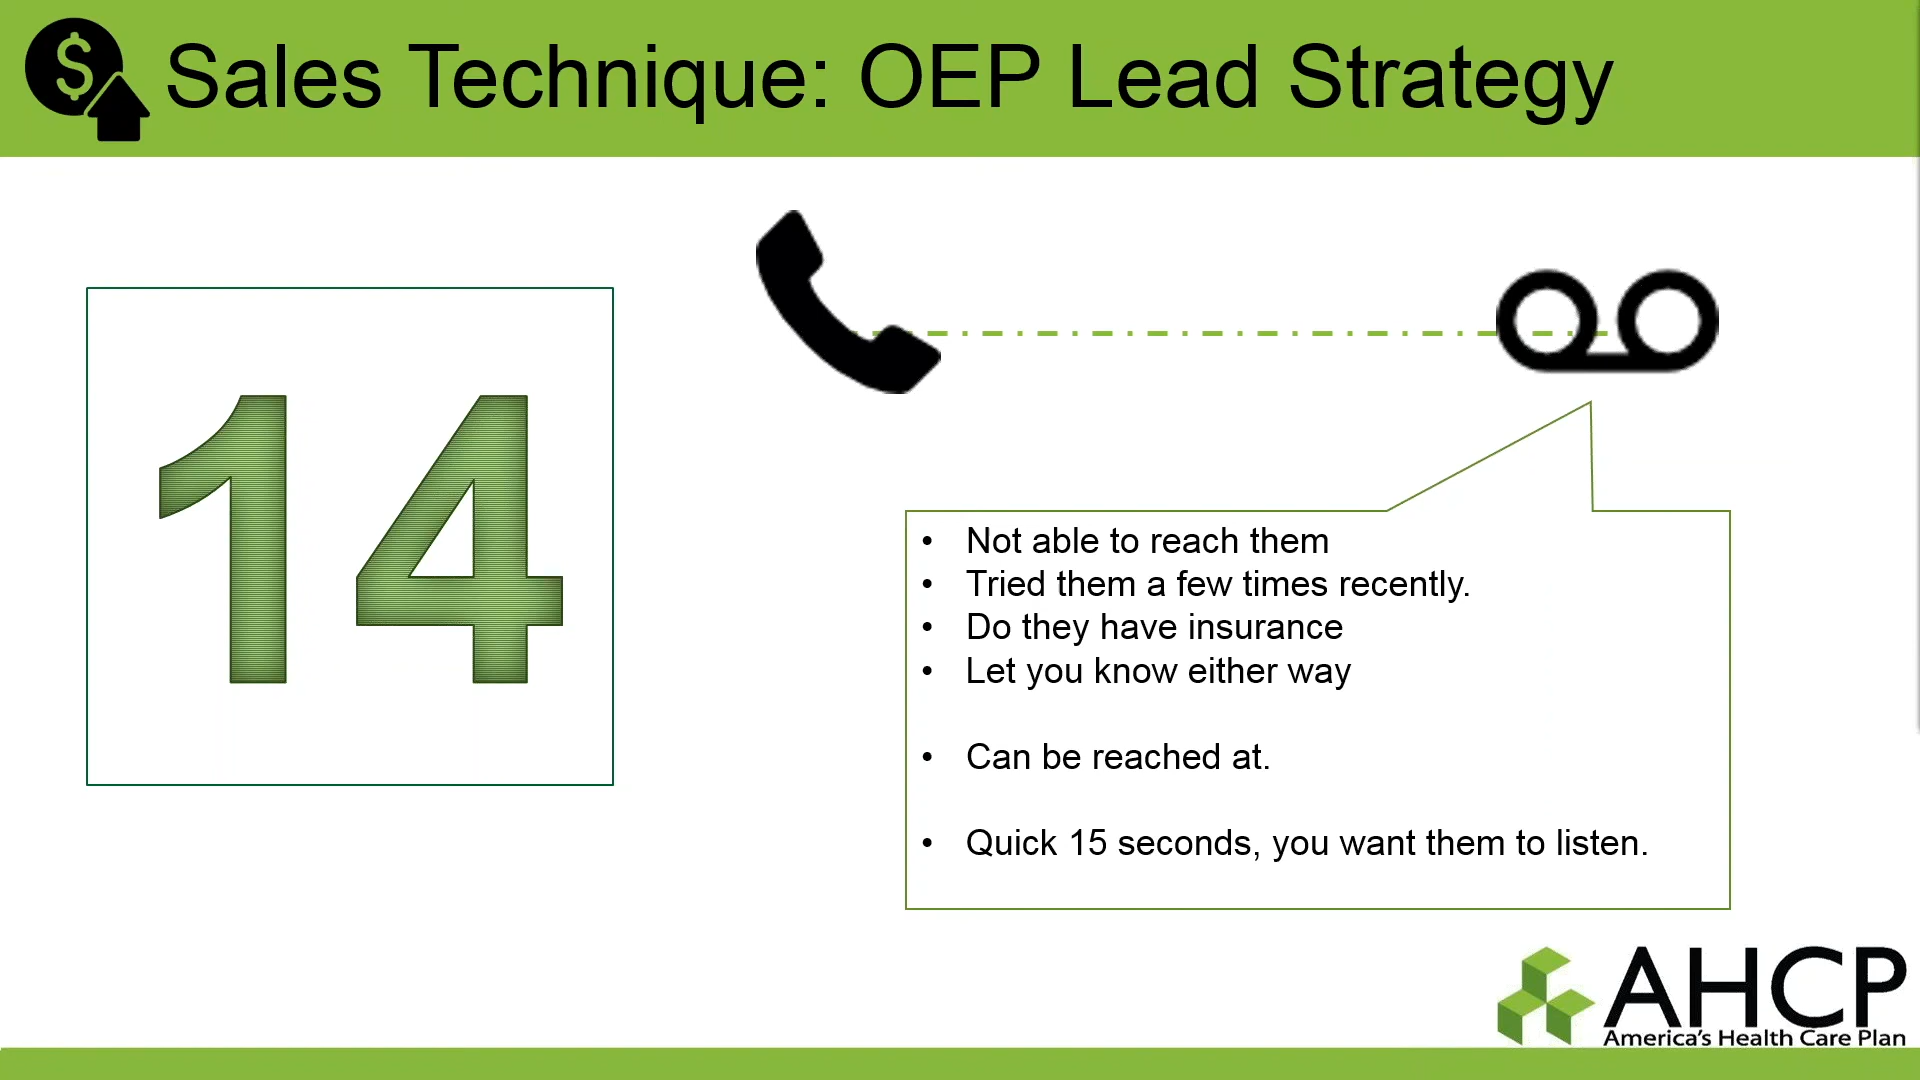 $
Sales Technique: OEP Lead Strategy
14
• Not able to reach them
• Tried them a few times recently.
• Do they have insurance
• Let you know either way
• Can be reached at.
• Quick 15 seconds, you want them to listen.
AHCP
America's Health Care Plan